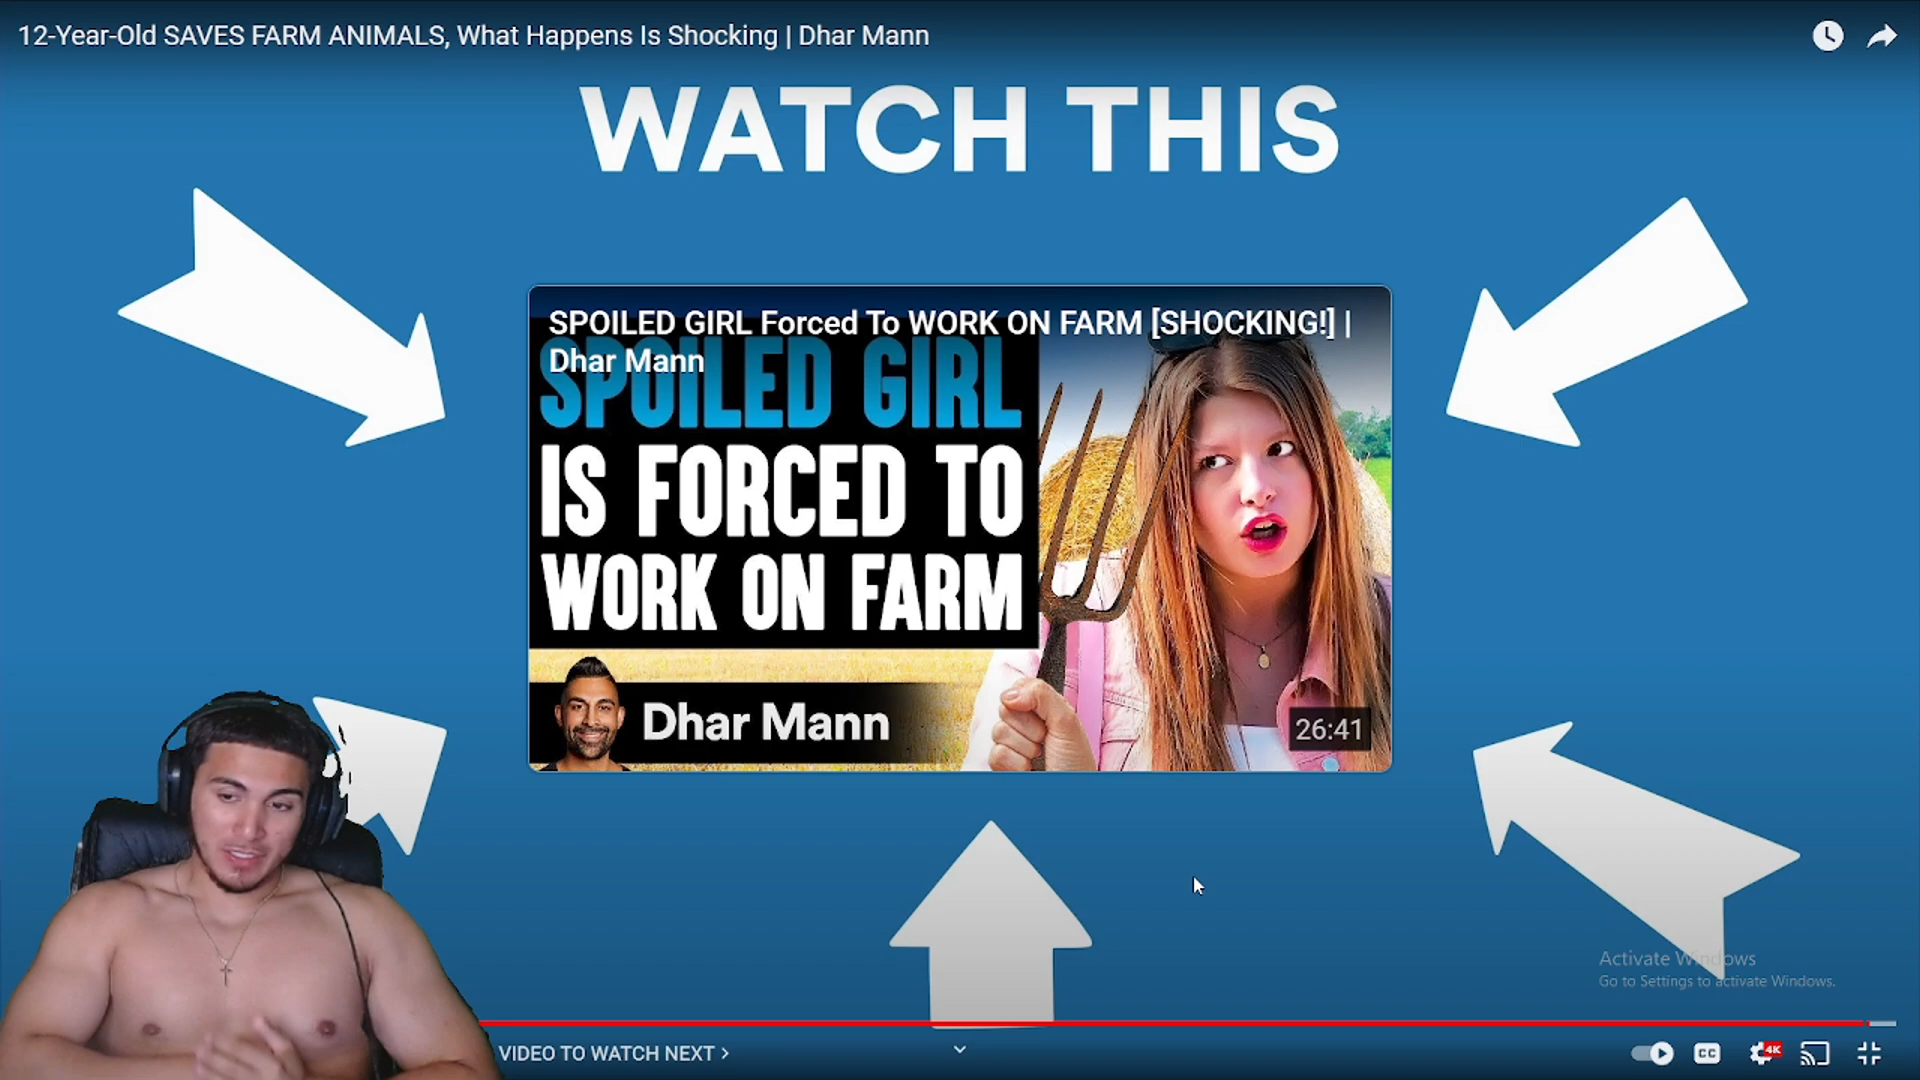 12-Year-Old SAVES FARM ANIMALS, What Happens Is Shocking | Dhar Mann
WATCH THIS
SPOILED GIRL Forced To WORK ON FARM [SHOCKING!] |
Dhar Mann
SPOILED GIRL
IS FORCED TO
WORK ON FARM
Dhar Mann
26:41
Activate Windows
Go to Settings to activate Windows.
VIDEO TO WATCH NEXT >
CC
4K